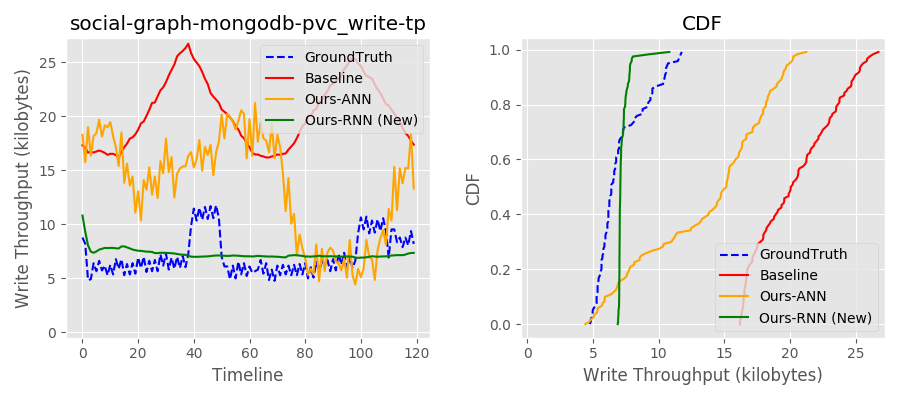 social-graph-mongodb-pvc_write-tp
Write Throughput (kilobytes)
25
20
15
10
5
0
0 20 40 60 80 100 120
Timeline
GroundTruth
Baseline
Ours-ANN
Ours-RNN (New)
CDF
CDF
1.0
0.8
0.6
0.4
0.2
0.0
0 5 10 15 20 25
Write Throughput (kilobytes)
GroundTruth
Baseline
Ours-ANN
Ours-RNN (New)